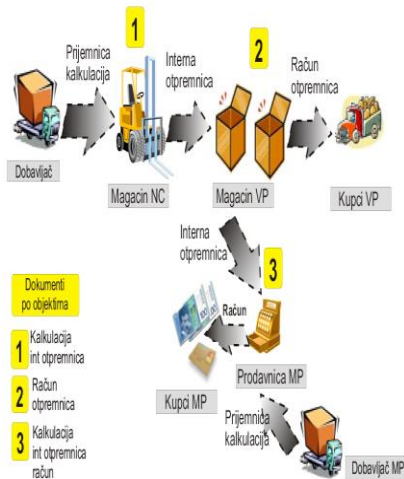 1
2
Prijemnica
kalkulacija
Interna
otpremnica
Račun
otpremnica
Dobavljač
Magacin NC
Magacin VP
Kupci VP
Interna
otpremnica
3
Dokumenti
po objektima
1 Kalkulacija
int otpremnica
2 Račun
otpremnica
3 Kalkulacija
int otpremnica
račun
Račun
Prodavnica MP
Kupci MP
Prijemnica
kalkulacija
Dobavljač MP